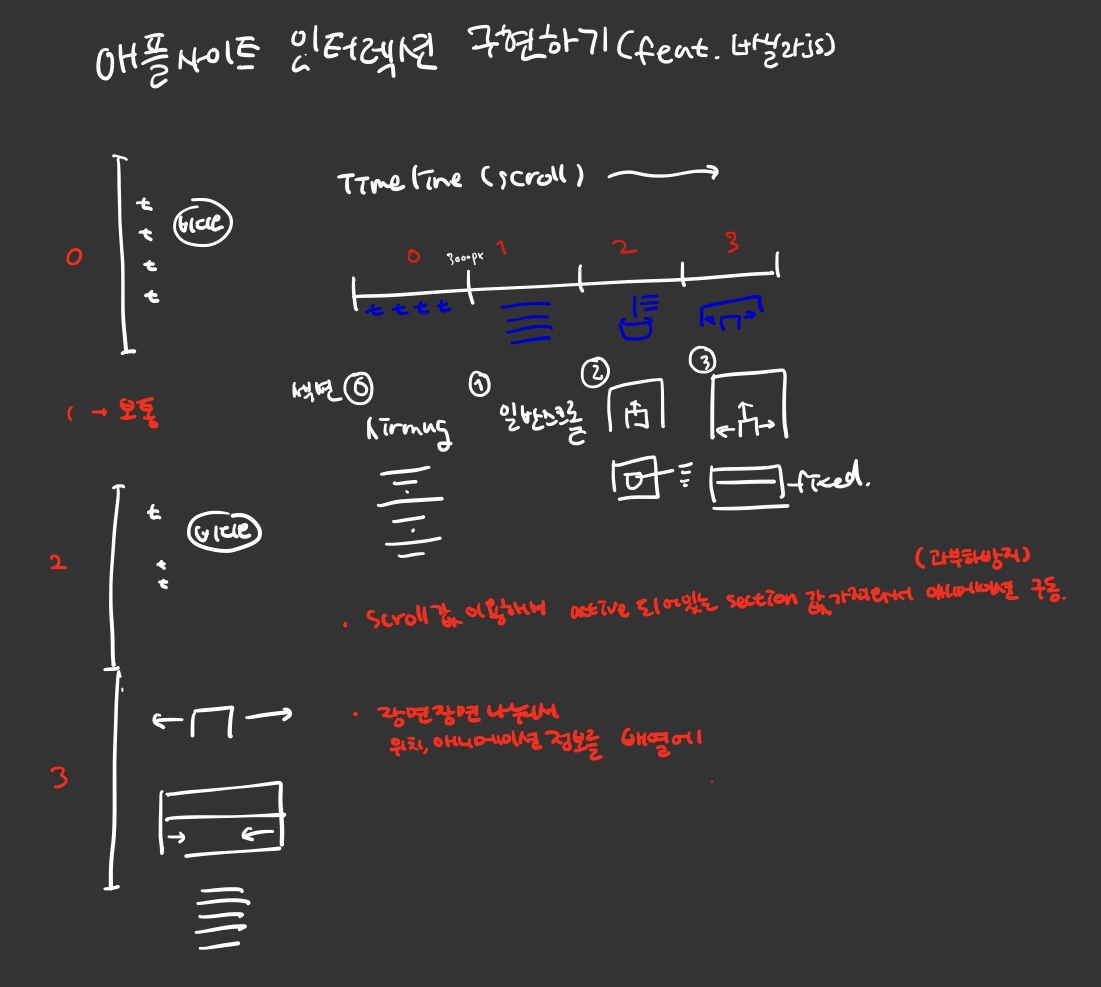 애플사이트 인터렉션 구현하기(feat. 바닐라js)
Timeline (scroll)
t
t
t
t
비디오
0
0 3000px 1 2 3
t t t t
섹션 0 1 2 3
1 → 보통
Airmug
일반스크롤
fixed.
t
비디오
t
t
2
(과부하방지)
· Scroll값 이용해서 active 되어있는 section 값 가져와서 애니메이션 구동.
· 장면장면 나눠서
위치, 애니메이션 정보를 배열에
3